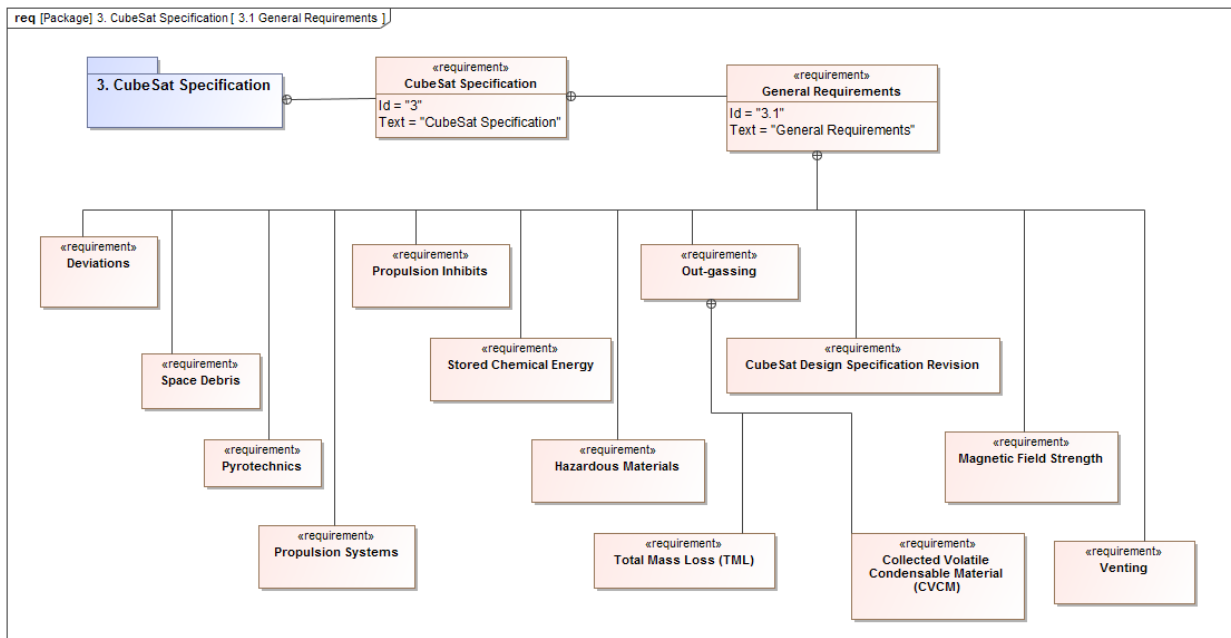 req [Package] 3. CubeSat Specification [ 3.1 General Requirements ]
3. CubeSat Specification
«requirement»
CubeSat Specification
Id = "3"
Text = "CubeSat Specification"
«requirement»
General Requirements
Id = "3.1"
Text = "General Requirements"
«requirement»
Deviations
«requirement»
Propulsion Inhibits
«requirement»
Out-gassing
«requirement»
Space Debris
«requirement»
Stored Chemical Energy
«requirement»
CubeSat Design Specification Revision
«requirement»
Pyrotechnics
«requirement»
Hazardous Materials
«requirement»
Magnetic Field Strength
«requirement»
Propulsion Systems
«requirement»
Total Mass Loss (TML)
«requirement»
Collected Volatile
Condensable Material
(CVCM)
«requirement»
Venting